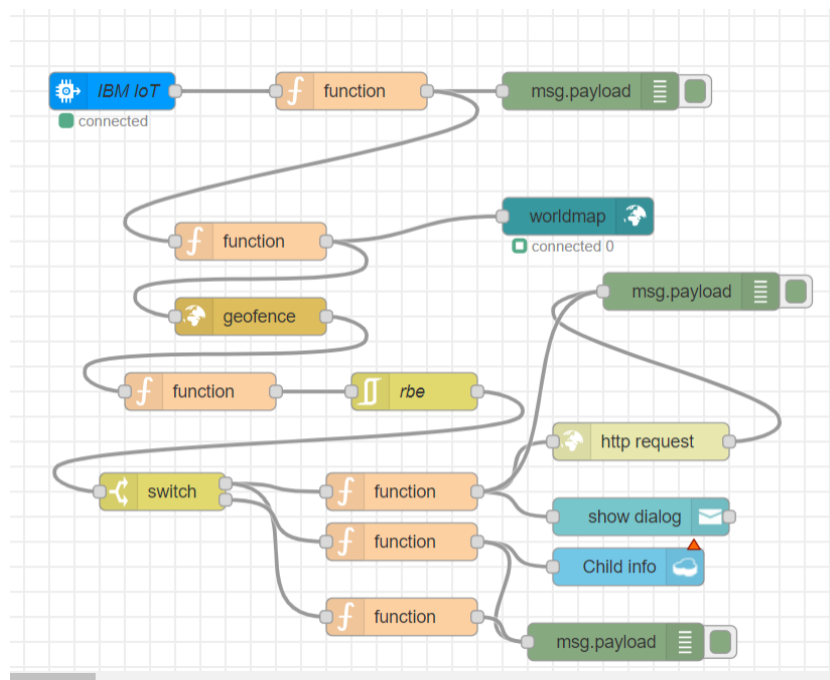 IBM IoT
function
msg.payload
connected
function
worldmap
connected 0
geofence
msg.payload
function
rbe
http request
switch
function
show dialog
function
Child info
function
msg.payload